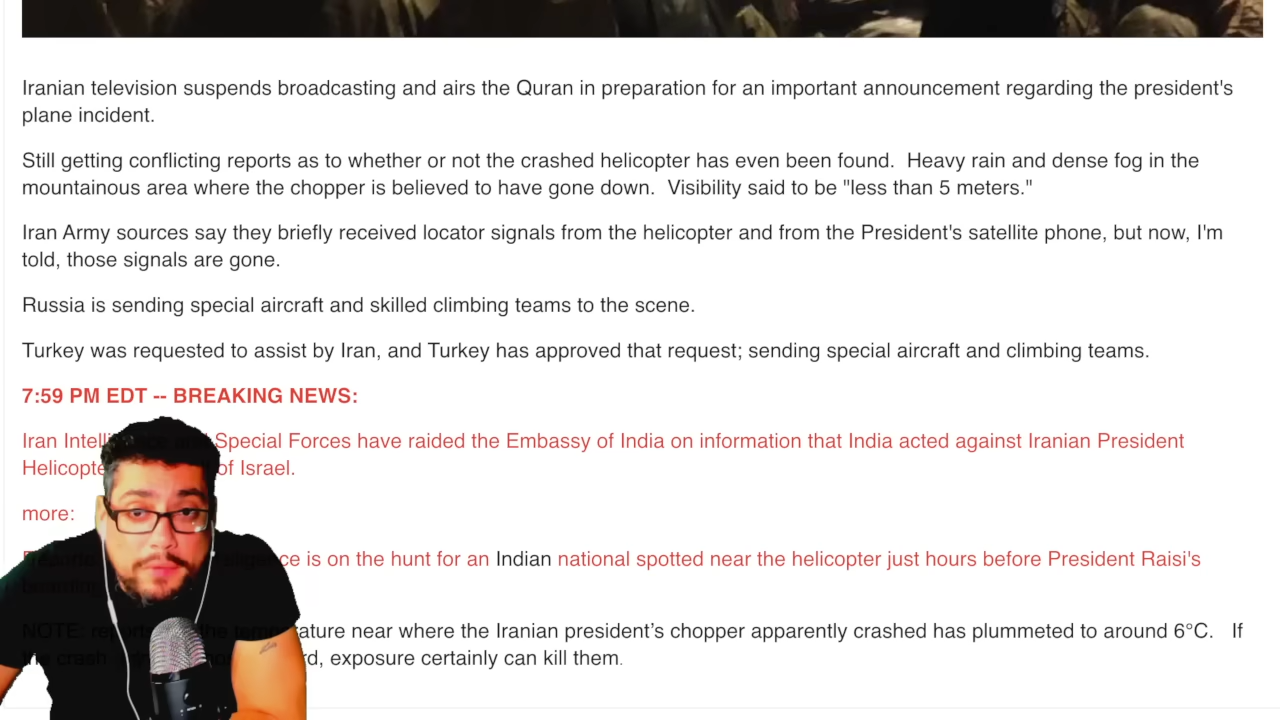 Iranian television suspends broadcasting and airs the Quran in preparation for an important announcement regarding the president's
plane incident.
Still getting conflicting reports as to whether or not the crashed helicopter has even been found. Heavy rain and dense fog in the
mountainous area where the chopper is believed to have gone down. Visibility said to be "less than 5 meters."
Iran Army sources say they briefly received locator signals from the helicopter and from the President's satellite phone, but now, I'm
told, those signals are gone.
Russia is sending special aircraft and skilled climbing teams to the scene.
Turkey was requested to assist by Iran, and Turkey has approved that request; sending special aircraft and climbing teams.
7:59 PM EDT -- BREAKING NEWS:
Iran Special Forces have raided the Embassy of India on information that India acted against Iranian President
of Israel.
more:
is on the hunt for an Indian national spotted near the helicopter just hours before President Raisi's
NOTE: the temperature near where the Iranian president's chopper apparently crashed has plummeted to around 6°C. If
crash exposure certainly can kill them.